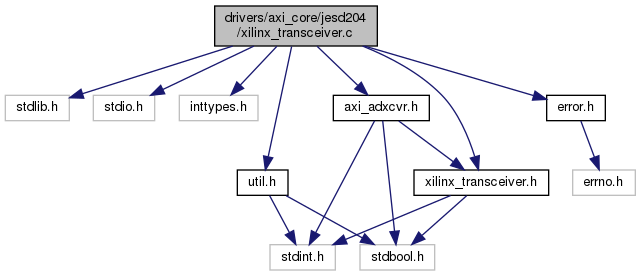 drivers/axi_core/jesd204
/xilinx_transceiver.c
stdlib.h
stdio.h
inttypes.h
axi_adxcvr.h
error.h
util.h
xilinx_transceiver.h
errno.h
stdint.h
stdbool.h